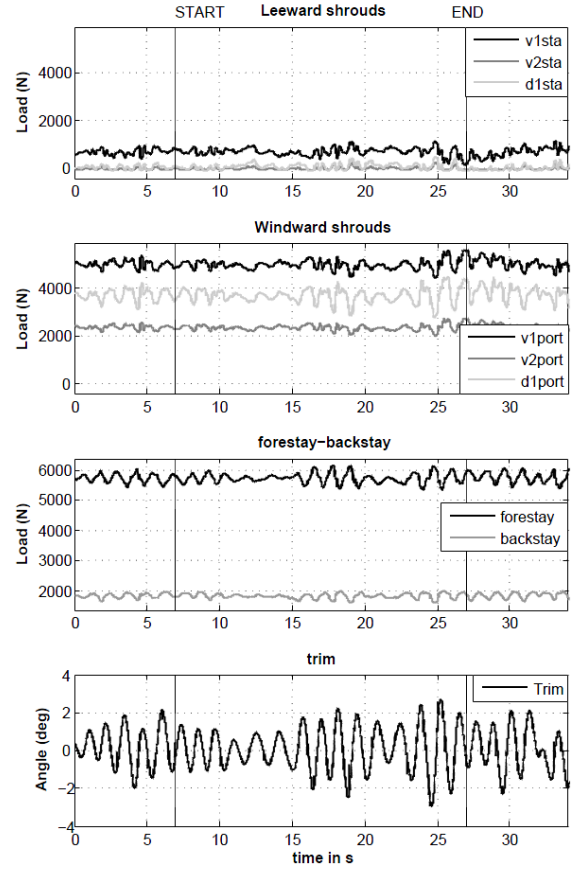 START Leeward shrouds END
v1sta
v2sta
d1sta
Load (N)
4000
2000
0
0 5 10 15 20 25 30
Windward shrouds
Load (N)
4000
2000
0
v1port
v2port
d1port
0 5 10 15 20 25 30
forestay-backstay
Load (N)
6000
5000
4000
3000
2000
forestay
backstay
0 5 10 15 20 25 30
trim
Trim
Angle (deg)
4
2
0
-2
-4
0 5 10 15 20 25 30
time in s